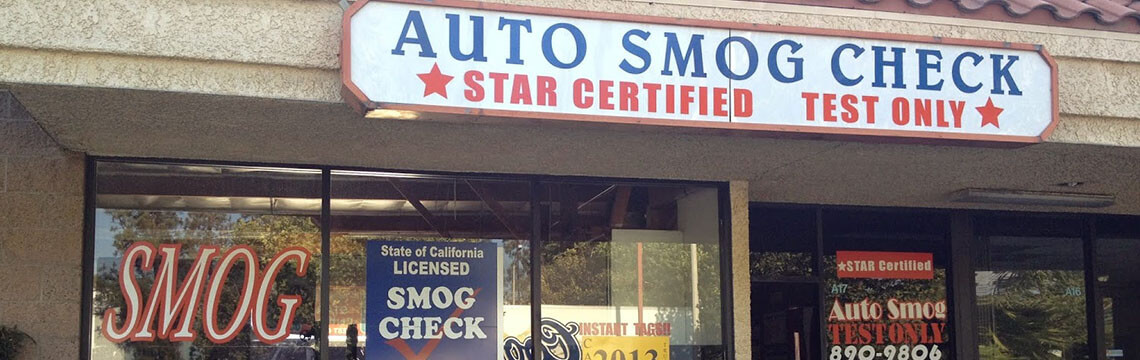 AUTO SMOG CHECK
STAR CERTIFIED TEST ONLY
SMOG
State of California
LICENSED
SMOG
CHECK
INSTANT TAGS!!
2013
STAR Certified
A17
Auto Smog
TEST ONLY
890-9806
A16